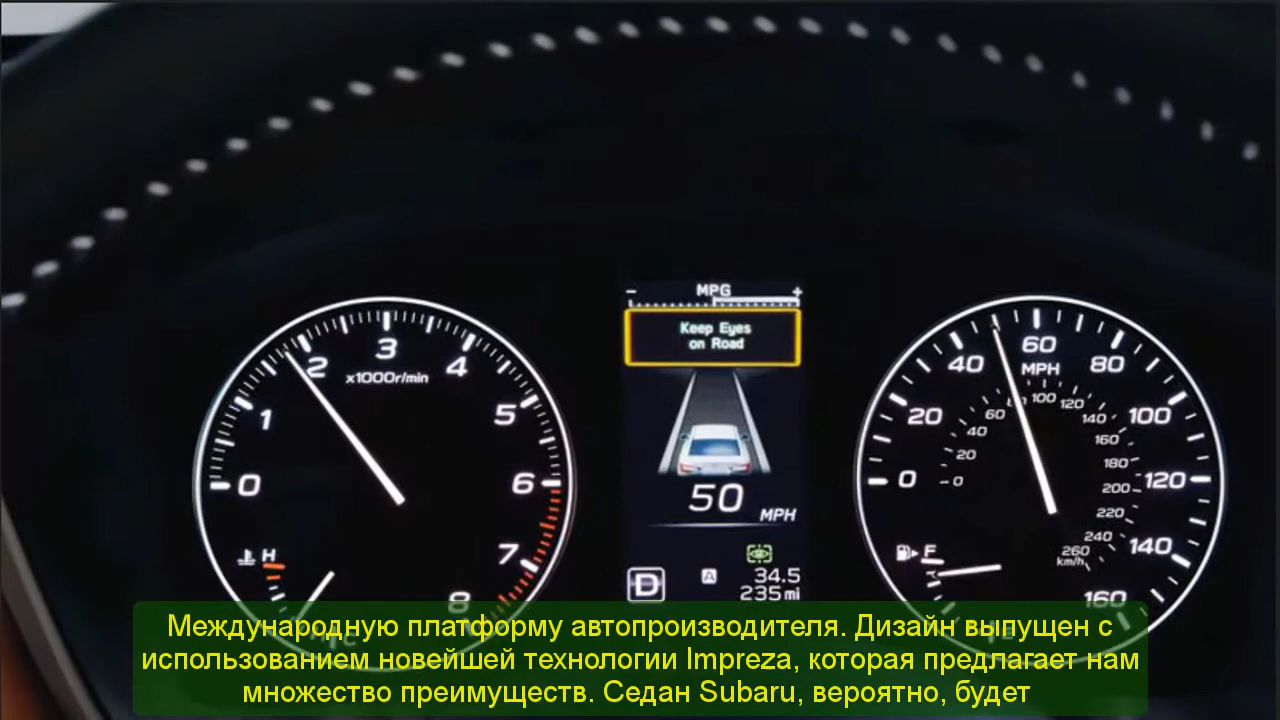 - MPG +
Keep Eyes
on Road
0
1
2
3
4
5
6
7
8
x1000r/min
H
C
50
MPH
D
A
34.5
235 mi
0
20
40
60
80
100
120
140
160
MPH
0
20
40
60
80
100
120
140
160
180
200
220
240
260
km/h
F
E
Международную платформу автопроизводителя. Дизайн выпущен с
использованием новейшей технологии Impreza, которая предлагает нам
множество преимуществ. Седан Subaru, вероятно, будет